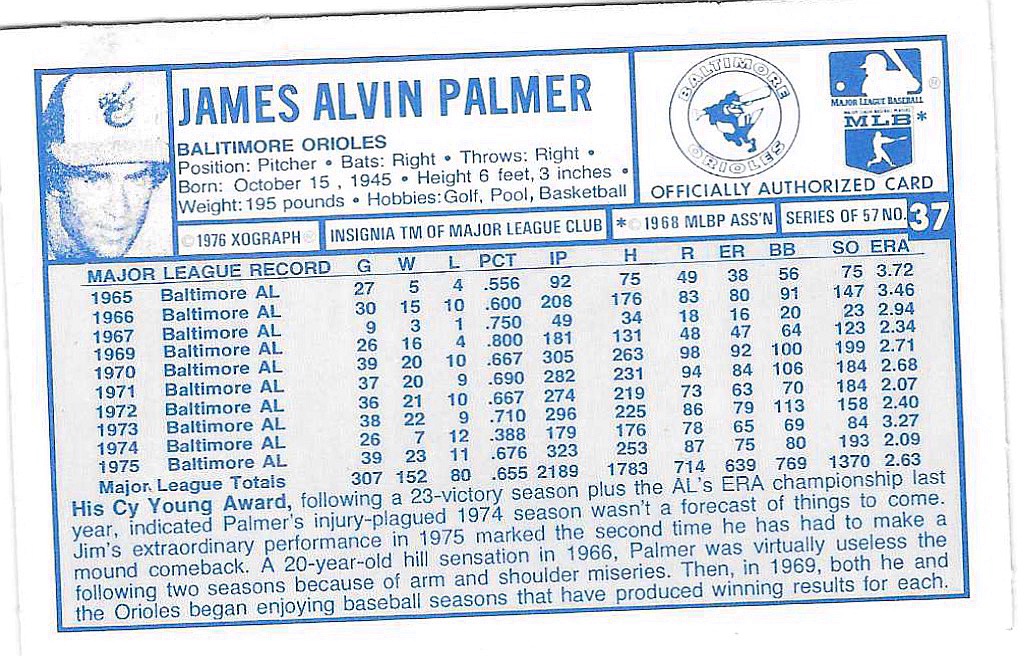 JAMES ALVIN PALMER
BALITIMORE ORIOLES
Position: Pitcher • Bats: Right • Throws: Right •
Born: October 15 , 1945 • Height 6 feet, 3 inches •
Weight: 195 pounds • Hobbies: Golf, Pool, Basketball
BALTIMORE
ORIOLES
MAJOR LEAGUE BASEBALL
®
MLB*
OFFICIALLY AUTHORIZED CARD
©1976 XOGRAPH®
INSIGNIA TM OF MAJOR LEAGUE CLUB
*©1968 MLBP ASS'N
SERIES OF 57 NO. 37
MAJOR LEAGUE RECORD G W L PCT IP H R ER BB SO ERA
1965 Baltimore AL 27 5 4 .556 92 75 49 38 56 75 3.72
1966 Baltimore AL 30 15 10 .600 208 176 83 80 91 147 3.46
1967 Baltimore AL 9 3 1 .750 49 34 18 16 20 23 2.94
1969 Baltimore AL 26 16 4 .800 181 131 48 47 64 123 2.34
1970 Baltimore AL 39 20 10 .667 305 263 98 92 100 199 2.71
1971 Baltimore AL 37 20 9 .690 282 231 94 84 106 184 2.68
1972 Baltimore AL 36 21 10 .667 274 219 73 63 70 184 2.07
1973 Baltimore AL 38 22 9 .710 296 225 86 79 113 158 2.40
1974 Baltimore AL 26 7 12 .388 179 176 78 65 69 84 3.27
1975 Baltimore AL 39 23 11 .676 323 253 87 75 80 193 2.09
Major League Totals 307 152 80 .655 2189 1783 714 639 769 1370 2.63
His Cy Young Award, following a 23-victory season plus the AL's ERA championship last
year, indicated Palmer's injury-plagued 1974 season wasn't a forecast of things to come.
Jim's extraordinary performance in 1975 marked the second time he has had to make a
mound comeback. A 20-year-old hill sensation in 1966, Palmer was virtually useless the
following two seasons because of arm and shoulder miseries. Then, in 1969, both he and
the Orioles began enjoying baseball seasons that have produced winning results for each.